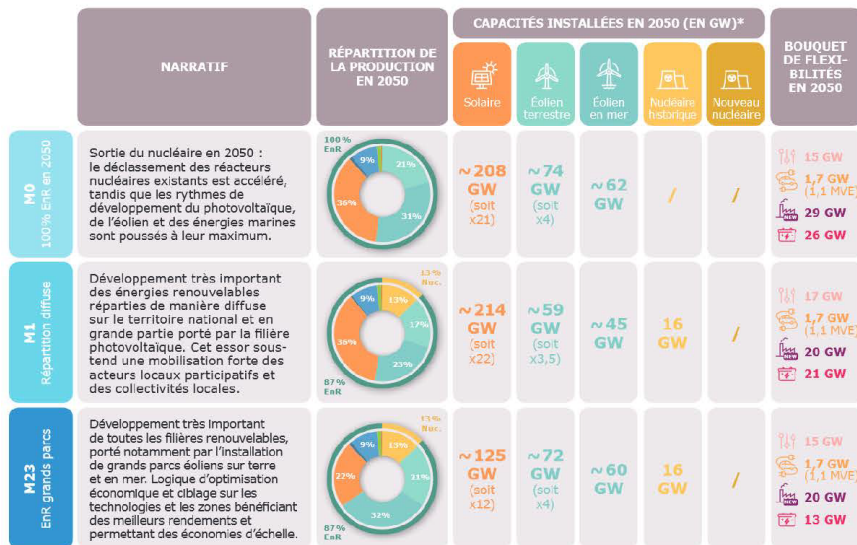 CAPACITÉS INSTALLÉES EN 2050 (EN GW)*
NARRATIF
RÉPARTITION DE
LA PRODUCTION
EN 2050
Solaire
Éolien
terrestre
Éolien
en mer
Nucléaire
historique
Nouveau
nucléaire
BOUQUET
DE FLEXI-
BILITÉS
EN 2050
M0
100% EnR en 2050
Sortie du nucléaire en 2050 :
le déclassement des réacteurs
nucléaires existants est accéléré,
tandis que les rythmes de
développement du photovoltaïque,
de l'éolien et des énergies marines
sont poussés à leur maximum.
100%
EnR
9%
21%
36%
31%
~208
GW
(soit
x21)
~74
GW
(soit
x4)
~62
GW
/
/
15 GW
1,7 GW
(1,1 MVE)
NEW
29 GW
26 GW
M1
Répartition diffuse
Développement très important
des énergies renouvelables
réparties de manière diffuse
sur le territoire national et en
grande partie porté par la filière
photovoltaïque. Cet essor sous-
tend une mobilisation forte des
acteurs locaux participatifs et
des collectivités locales.
13%
Nuc.
9%
13%
17%
23%
87%
EnR
~214
GW
(soit
x22)
~59
GW
(soit
x3,5)
~45
GW
16
GW
/
17 GW
1,7 GW
(1,1 MVE)
NEW
20 GW
21 GW
M23
EnR grands parcs
Développement très important
de toutes les filières renouvelables,
porté notamment par l'installation
de grands parcs éoliens sur terre
et en mer. Logique d'optimisation
économique et ciblage sur les
technologies et les zones bénéficiant
des meilleurs rendements et
permettant des économies d'échelle.
13%
Nuc.
9%
13%
22%
32%
87%
EnR
~125
GW
(soit
x12)
~72
GW
(soit
x4)
~60
GW
16
GW
/
15 GW
1,7 GW
(1,1 MVE)
NEW
20 GW
13 GW